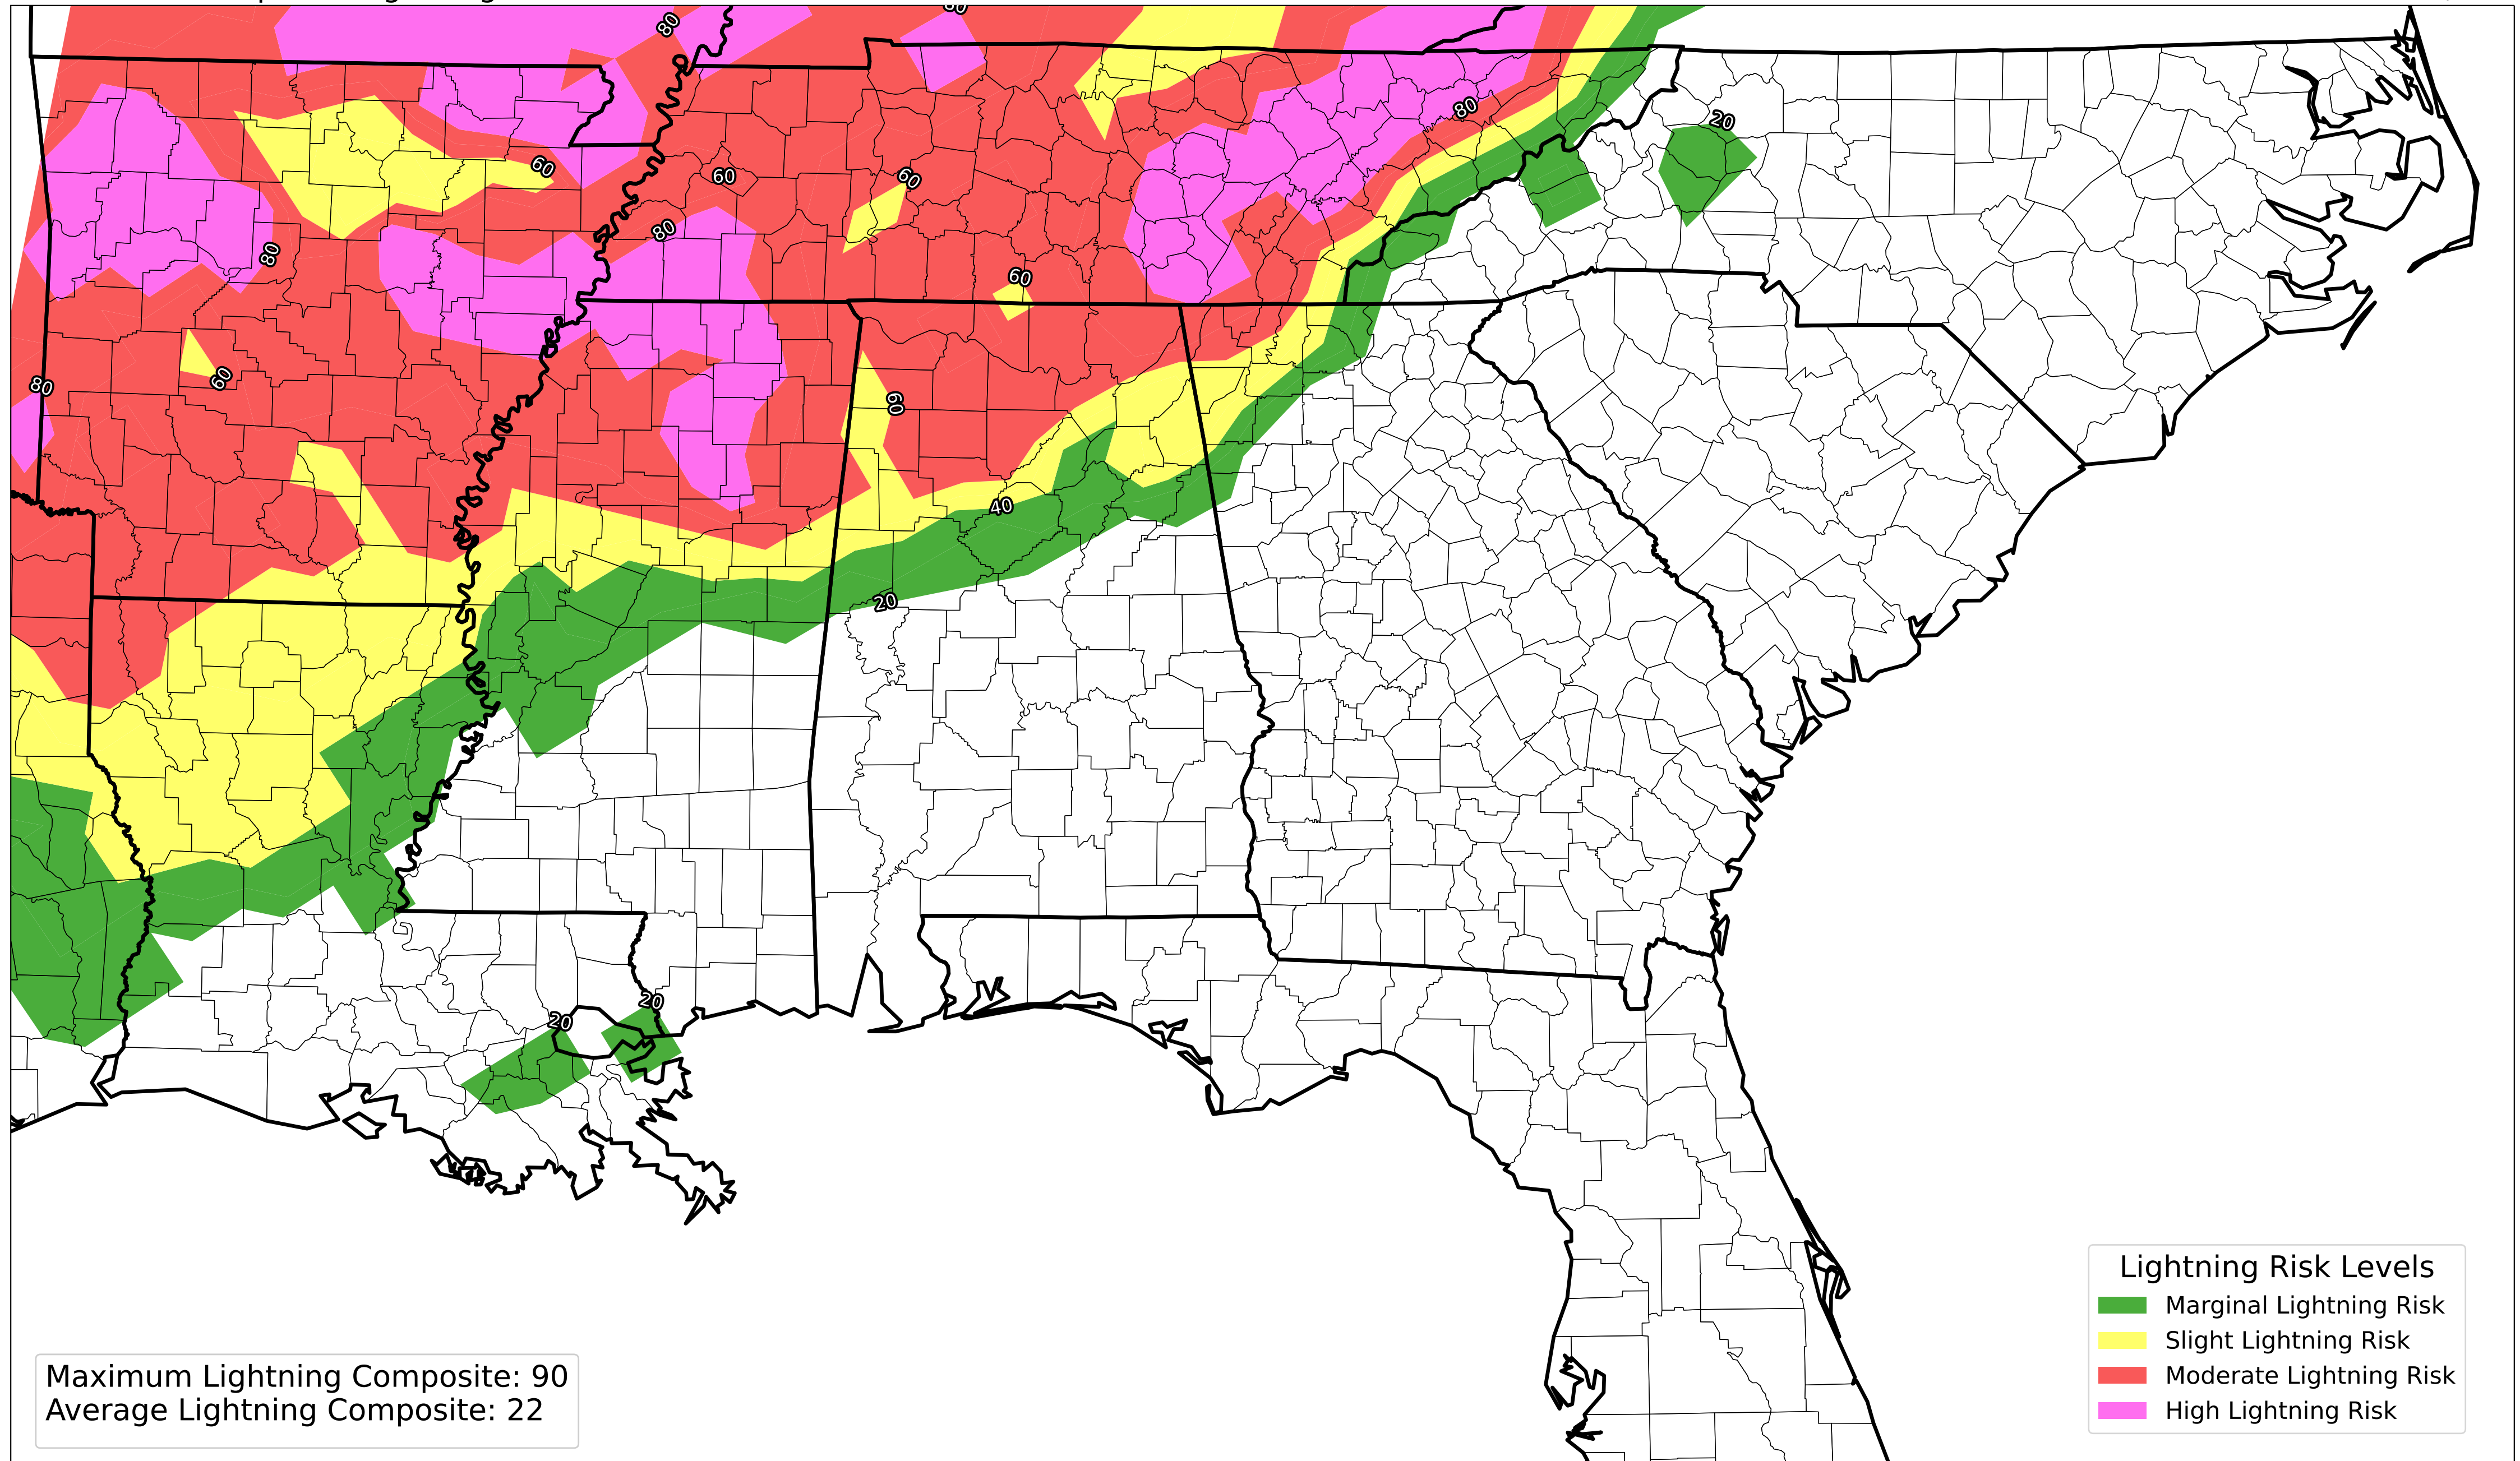 80
80
20
60
60
60
80
80
60
80
60
60
40
20
20
20
Lightning Risk Levels
Marginal Lightning Risk
Slight Lightning Risk
Moderate Lightning Risk
High Lightning Risk
Maximum Lightning Composite: 90
Average Lightning Composite: 22